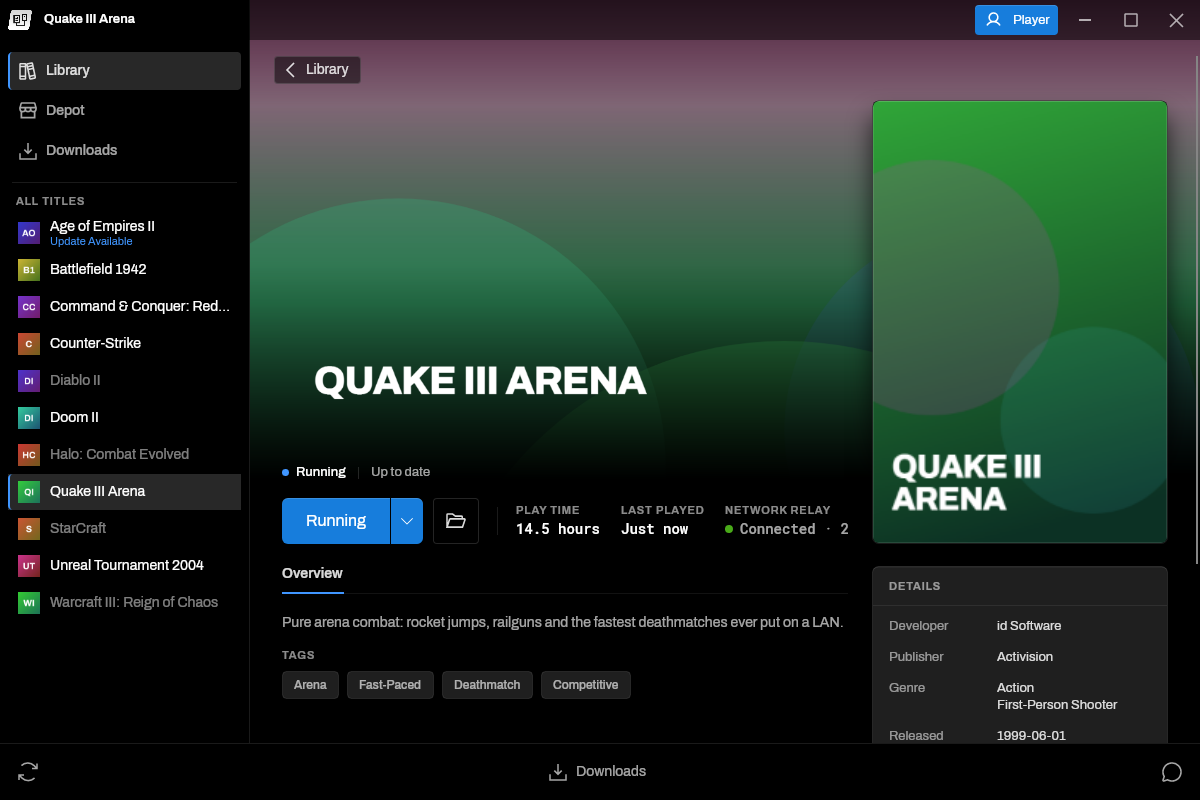 Quake III Arena
Player
Library
Depot
Downloads
ALL TITLES
AO Age of Empires II
Update Available
B1 Battlefield 1942
CC Command & Conquer: Red...
C Counter-Strike
DI Diablo II
DI Doom II
HC Halo: Combat Evolved
QI Quake III Arena
S StarCraft
UT Unreal Tournament 2004
WI Warcraft III: Reign of Chaos
Library
QUAKE III ARENA
Running
Up to date
Running
PLAY TIME
14.5 hours
LAST PLAYED
Just now
NETWORK RELAY
Connected · 2
Overview
Pure arena combat: rocket jumps, railguns and the fastest deathmatches ever put on a LAN.
TAGS
Arena
Fast-Paced
Deathmatch
Competitive
QUAKE III
ARENA
DETAILS
Developer id Software
Publisher Activision
Genre Action
First-Person Shooter
Released 1999-06-01
Downloads